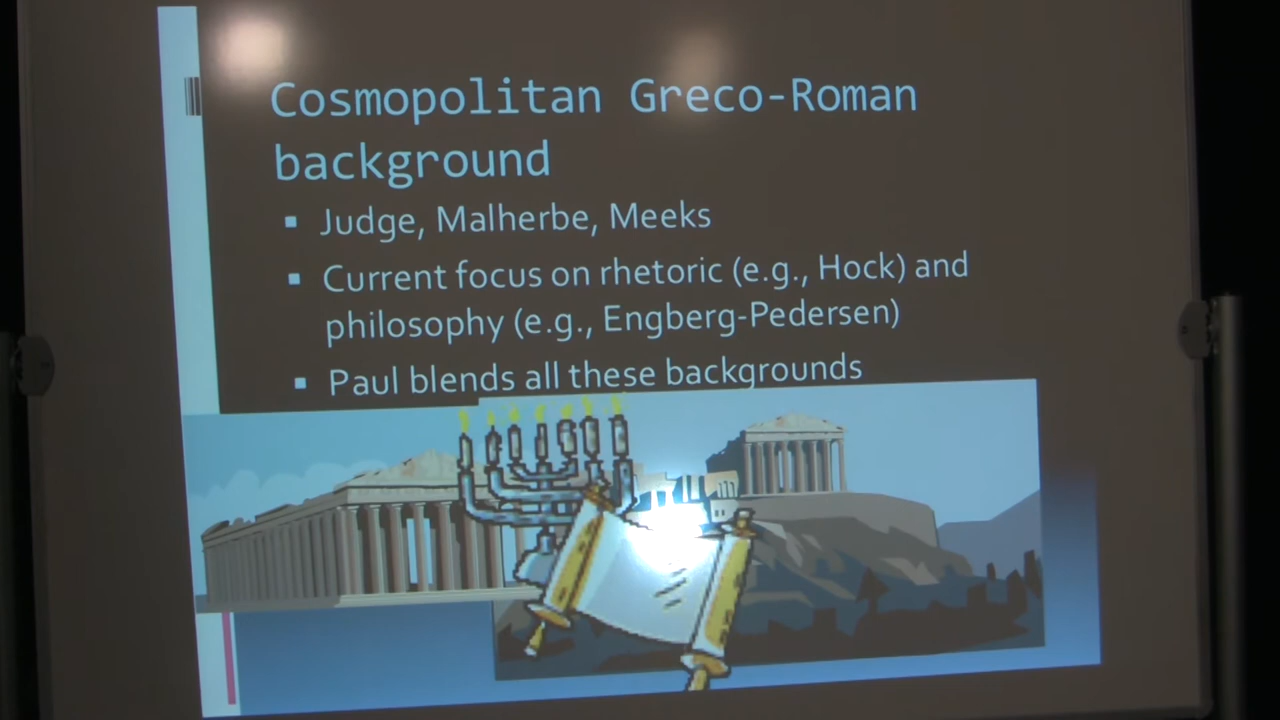 Cosmopolitan Greco-Roman
background
▪ Judge, Malherbe, Meeks
▪ Current focus on rhetoric (e.g., Hock) and
philosophy (e.g., Engberg-Pedersen)
▪ Paul blends all these backgrounds